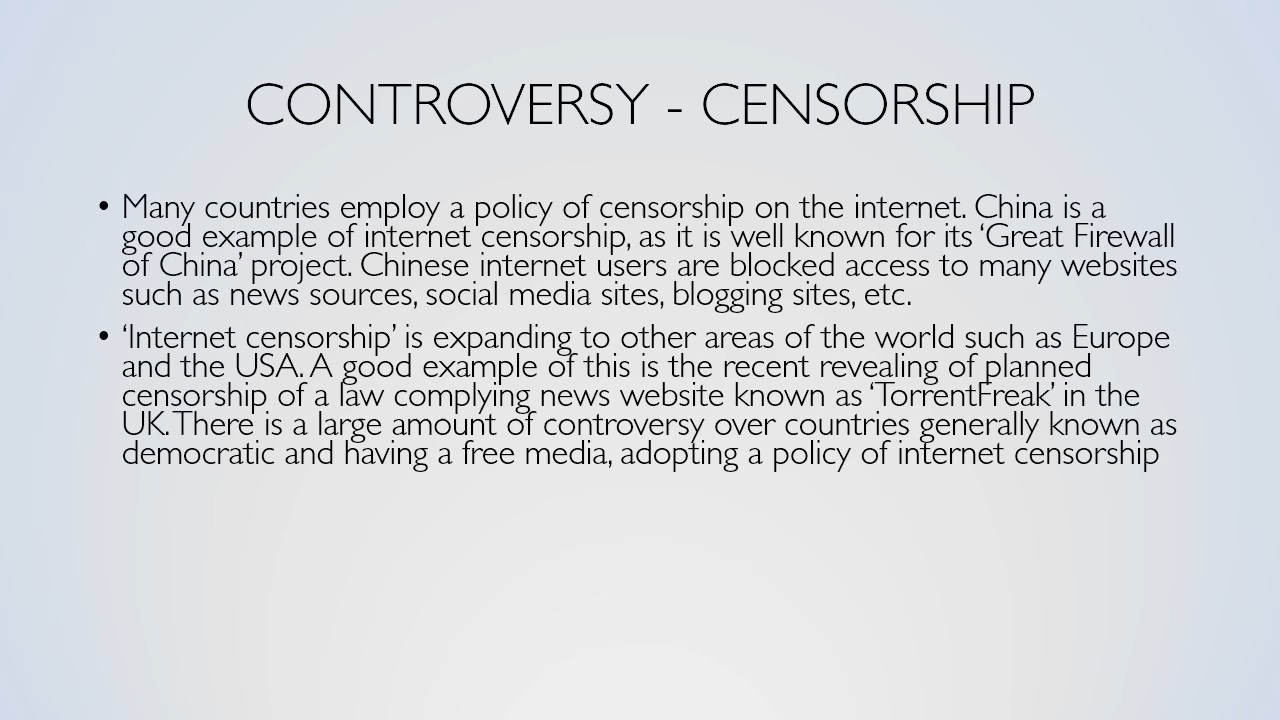 CONTROVERSY - CENSORSHIP
• Many countries employ a policy of censorship on the internet. China is a
good example of internet censorship, as it is well known for its ‘Great Firewall
of China’ project. Chinese internet users are blocked access to many websites
such as news sources, social media sites, blogging sites, etc.
• ‘Internet censorship’ is expanding to other areas of the world such as Europe
and the USA. A good example of this is the recent revealing of planned
censorship of a law complying news website known as ‘TorrentFreak’ in the
UK. There is a large amount of controversy over countries generally known as
democratic and having a free media, adopting a policy of internet censorship